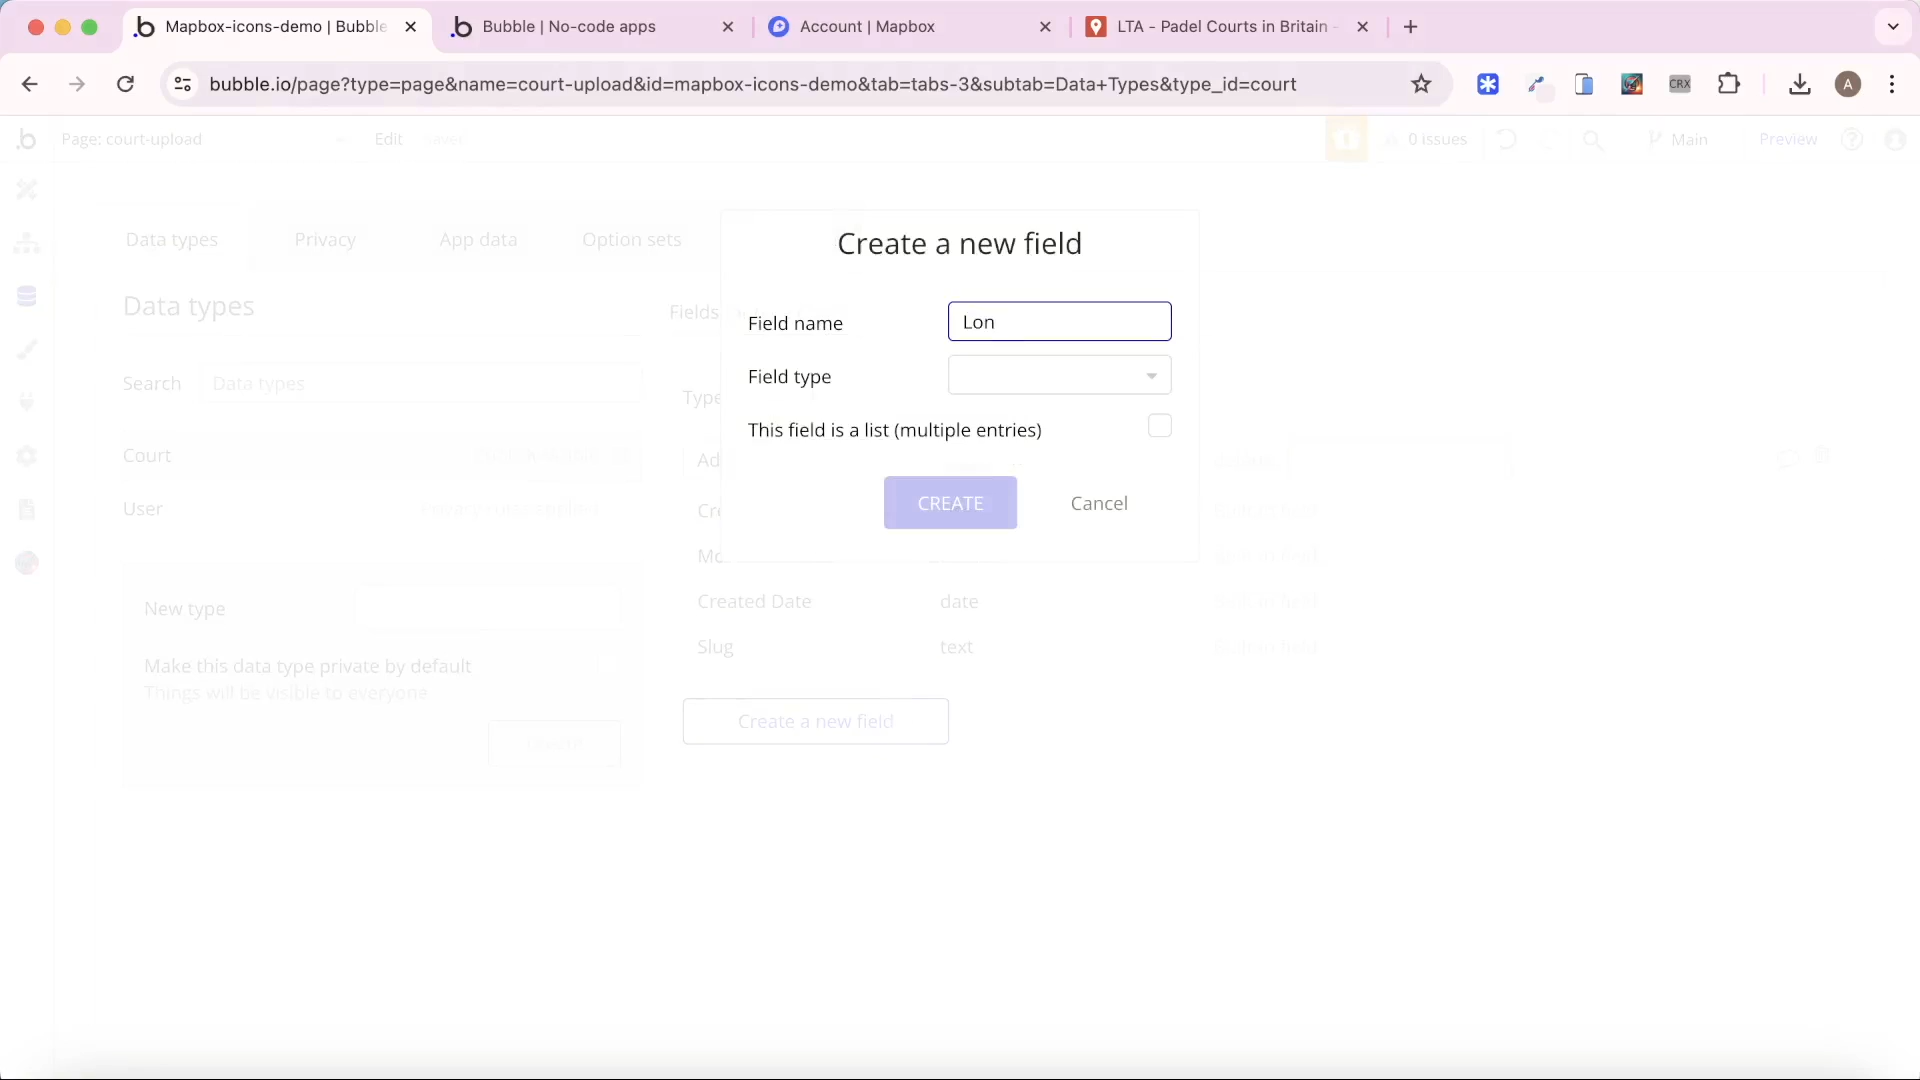 Mapbox-icons-demo | Bubble
Bubble | No-code apps
Account | Mapbox
LTA - Padel Courts in Britain -
bubble.io/page?type=page&name=court-upload&id=mapbox-icons-demo&tab=tabs-3&subtab=Data+Types&type_id=court
CRX
A
Page: court-upload
Edit
Saved
0 issues
Main
Preview
Data types
Privacy
App data
Option sets
Create a new field
Data types
Fields
Field name
Lon
Field type
Search
Data types
Type
This field is a list (multiple entries)
Court
Ad
CREATE
Cancel
User
Cre
Mo
Created Date
date
New type
Slug
text
Make this data type private by default
Things will be visible to everyone
Create a new field